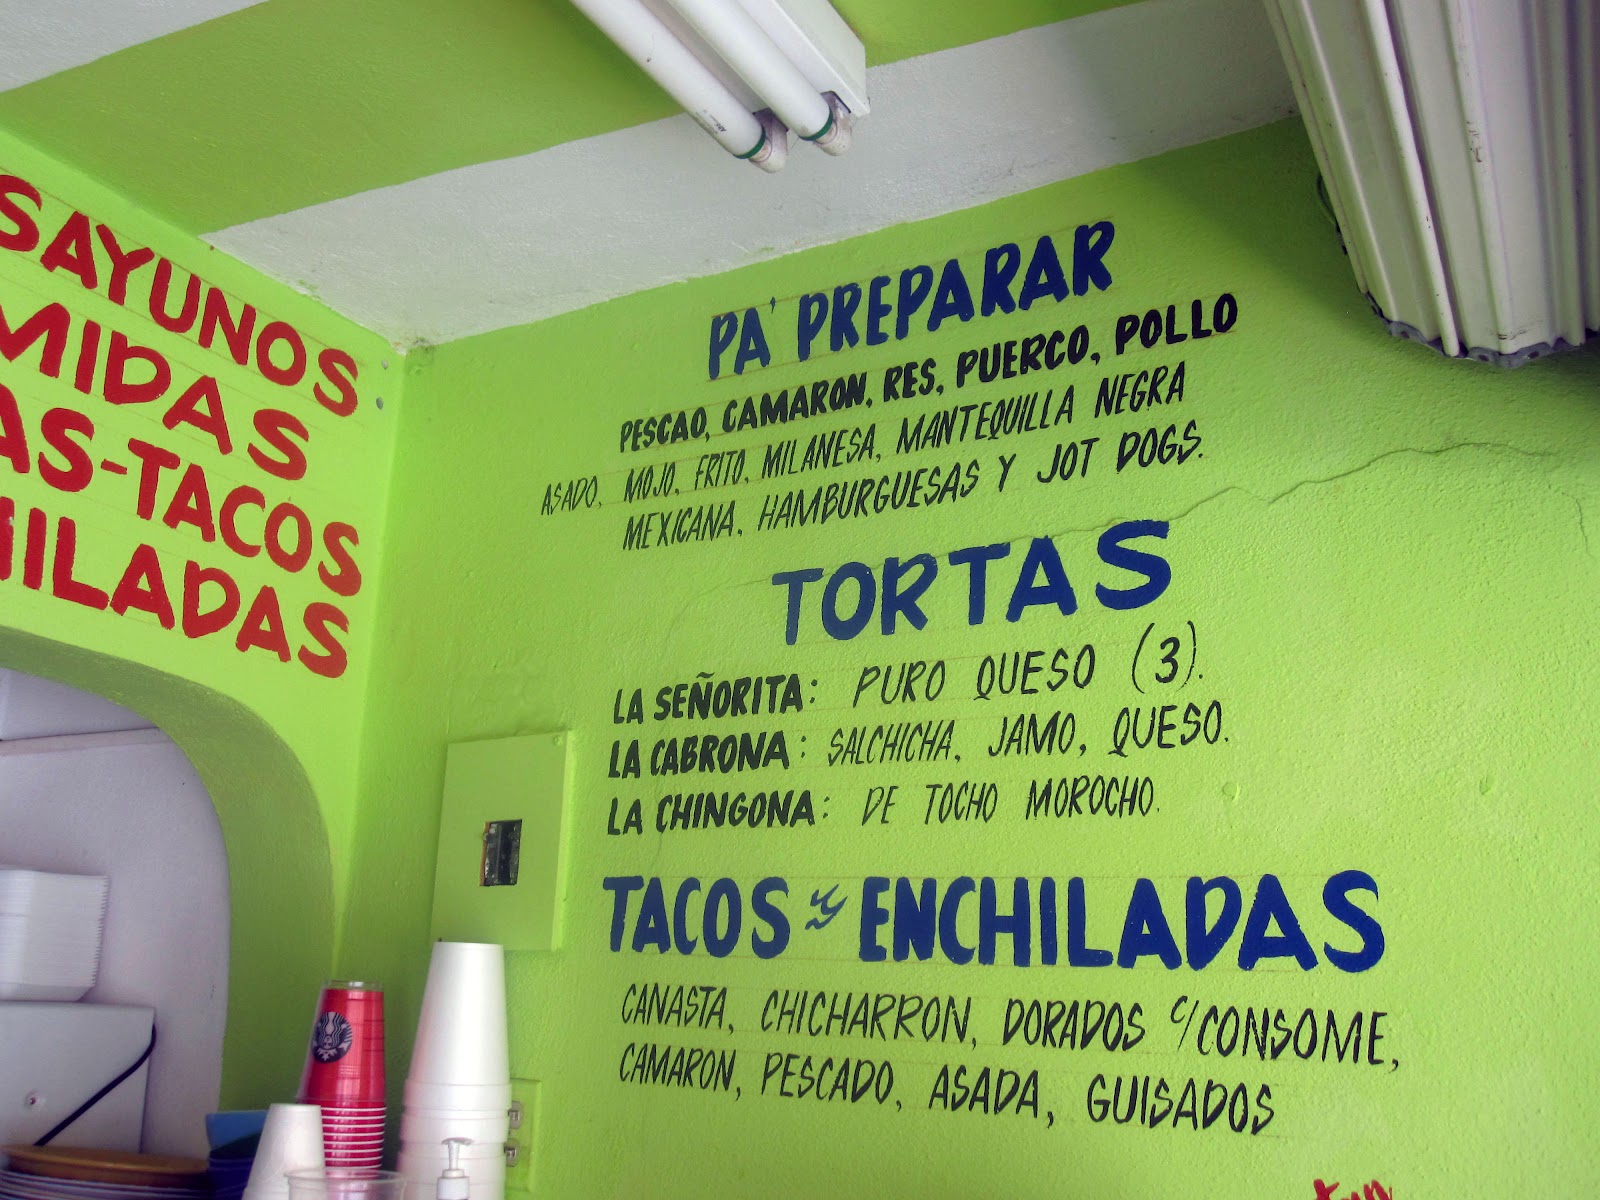 SAYUNOS
MIDAS
AS-TACOS
HILADAS
PA' PREPARAR
PESCAO, CAMARON, RES, PUERCO, POLLO
ASADO, MOJO, FRITO, MILANESA, MANTEQUILLA NEGRA
MEXICANA, HAMBURGUESAS Y JOT DOGS.
TORTAS
LA SEÑORITA: PURO QUESO (3).
LA CABRONA: SALCHICHA, JAMO, QUESO.
LA CHINGONA: DE TOCHO MOROCHO.
TACOS y ENCHILADAS
CANASTA, CHICHARRON, DORADOS C/CONSOME,
CAMARON, PESCADO, ASADA, GUISADOS